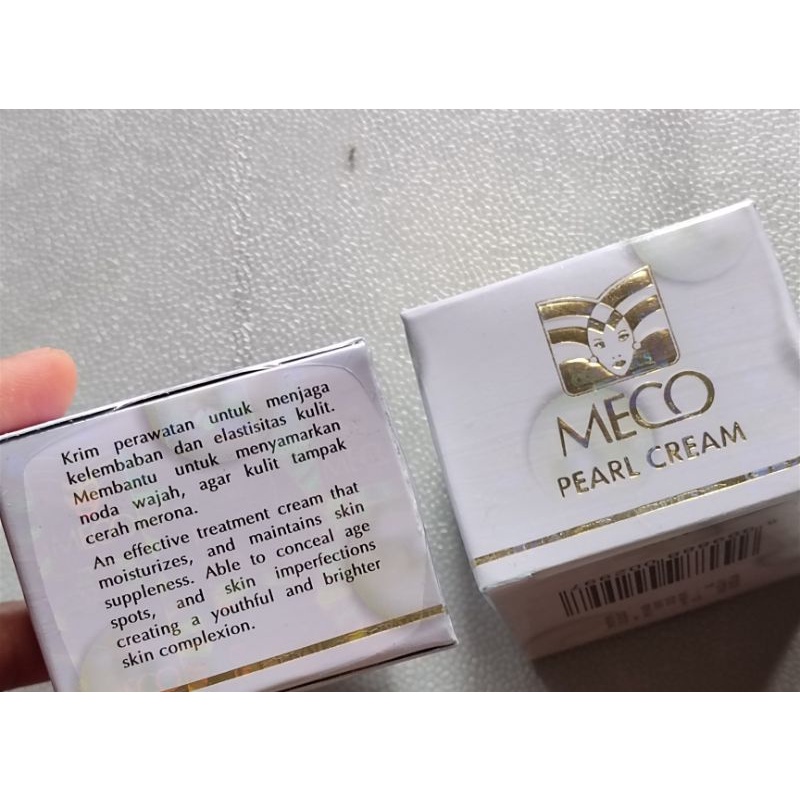 Krim perawatan untuk menjaga
kelembaban dan elastisitas kulit.
Membantu untuk menyamarkan
noda wajah, agar kulit tampak
cerah merona.
An effective treatment cream that
moisturizes, and maintains skin
suppleness. Able to conceal age
spots, and skin imperfections
creating a youthful and brighter
skin complexion.
MECO
PEARL CREAM